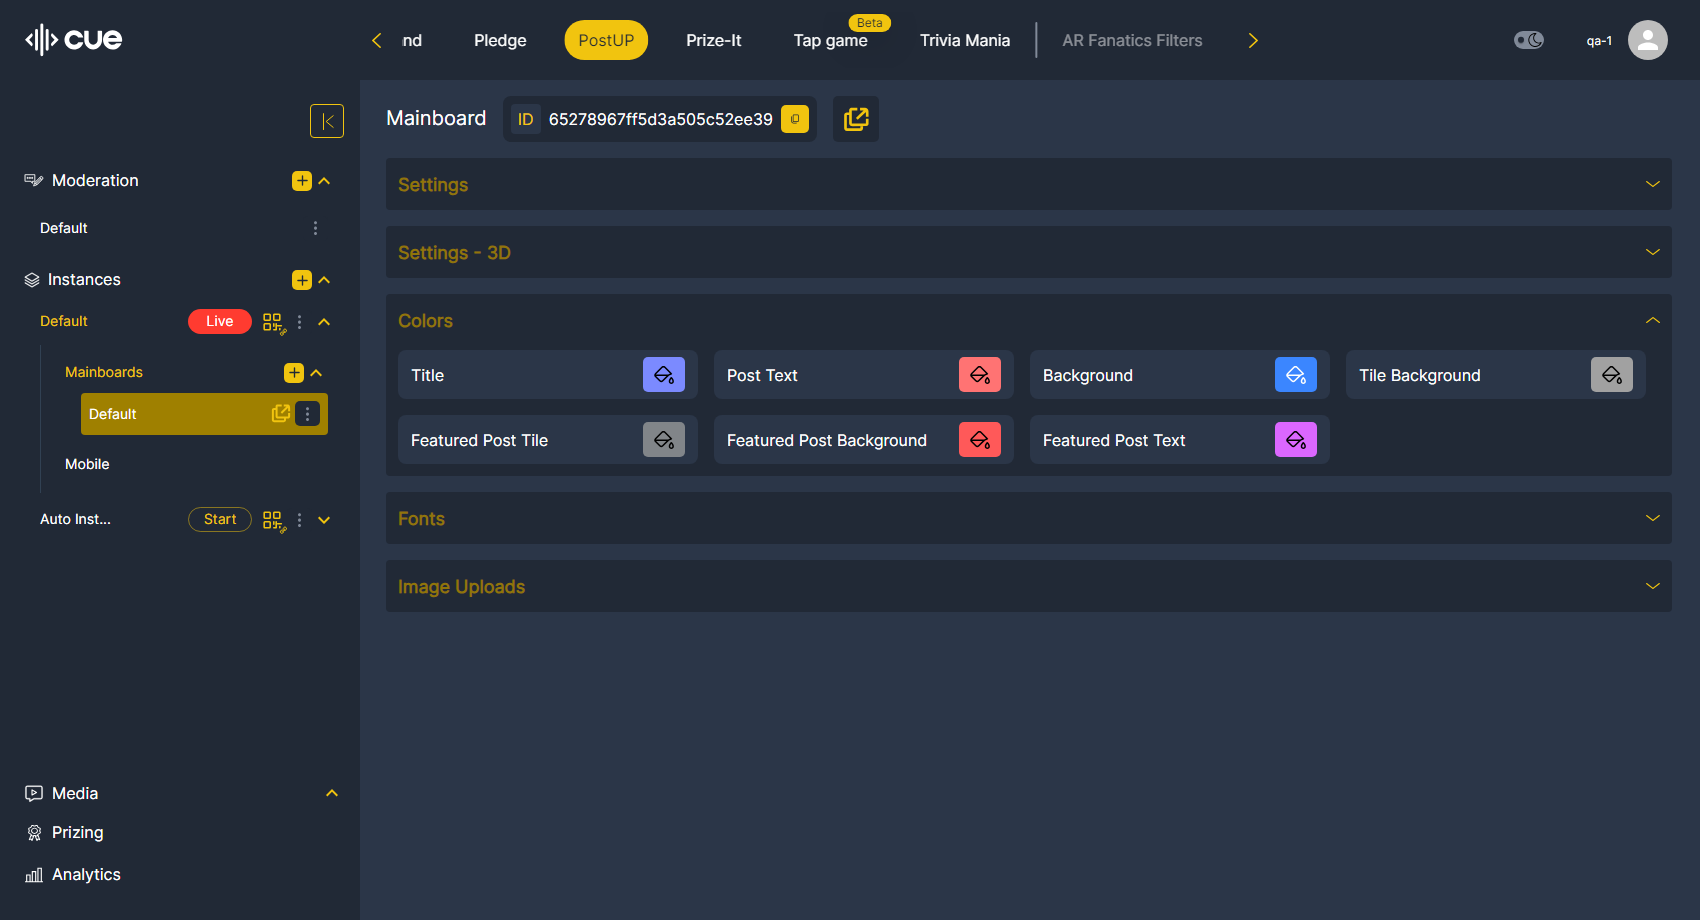 cue
nd
Pledge
PostUP
Prize-It
Beta
Tap game
Trivia Mania
AR Fanatics Filters
qa-1
Moderation
Default
Instances
Default
Live
Mainboards
Default
Mobile
Auto Inst...
Start
Media
Prizing
Analytics
Mainboard
ID 65278967ff5d3a505c52ee39
Settings
Settings - 3D
Colors
Title
Post Text
Background
Tile Background
Featured Post Tile
Featured Post Background
Featured Post Text
Fonts
Image Uploads